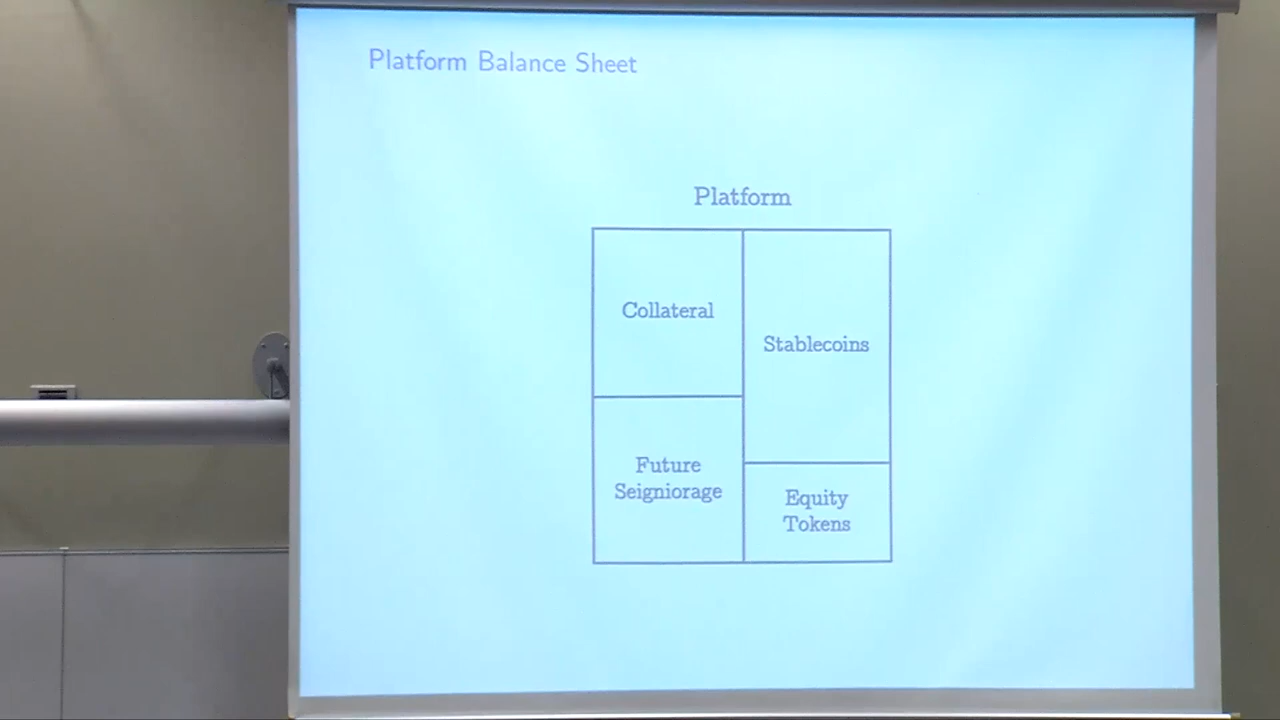 Platform Balance Sheet
Platform
Collateral
Stablecoins
Future
Seigniorage
Equity
Tokens